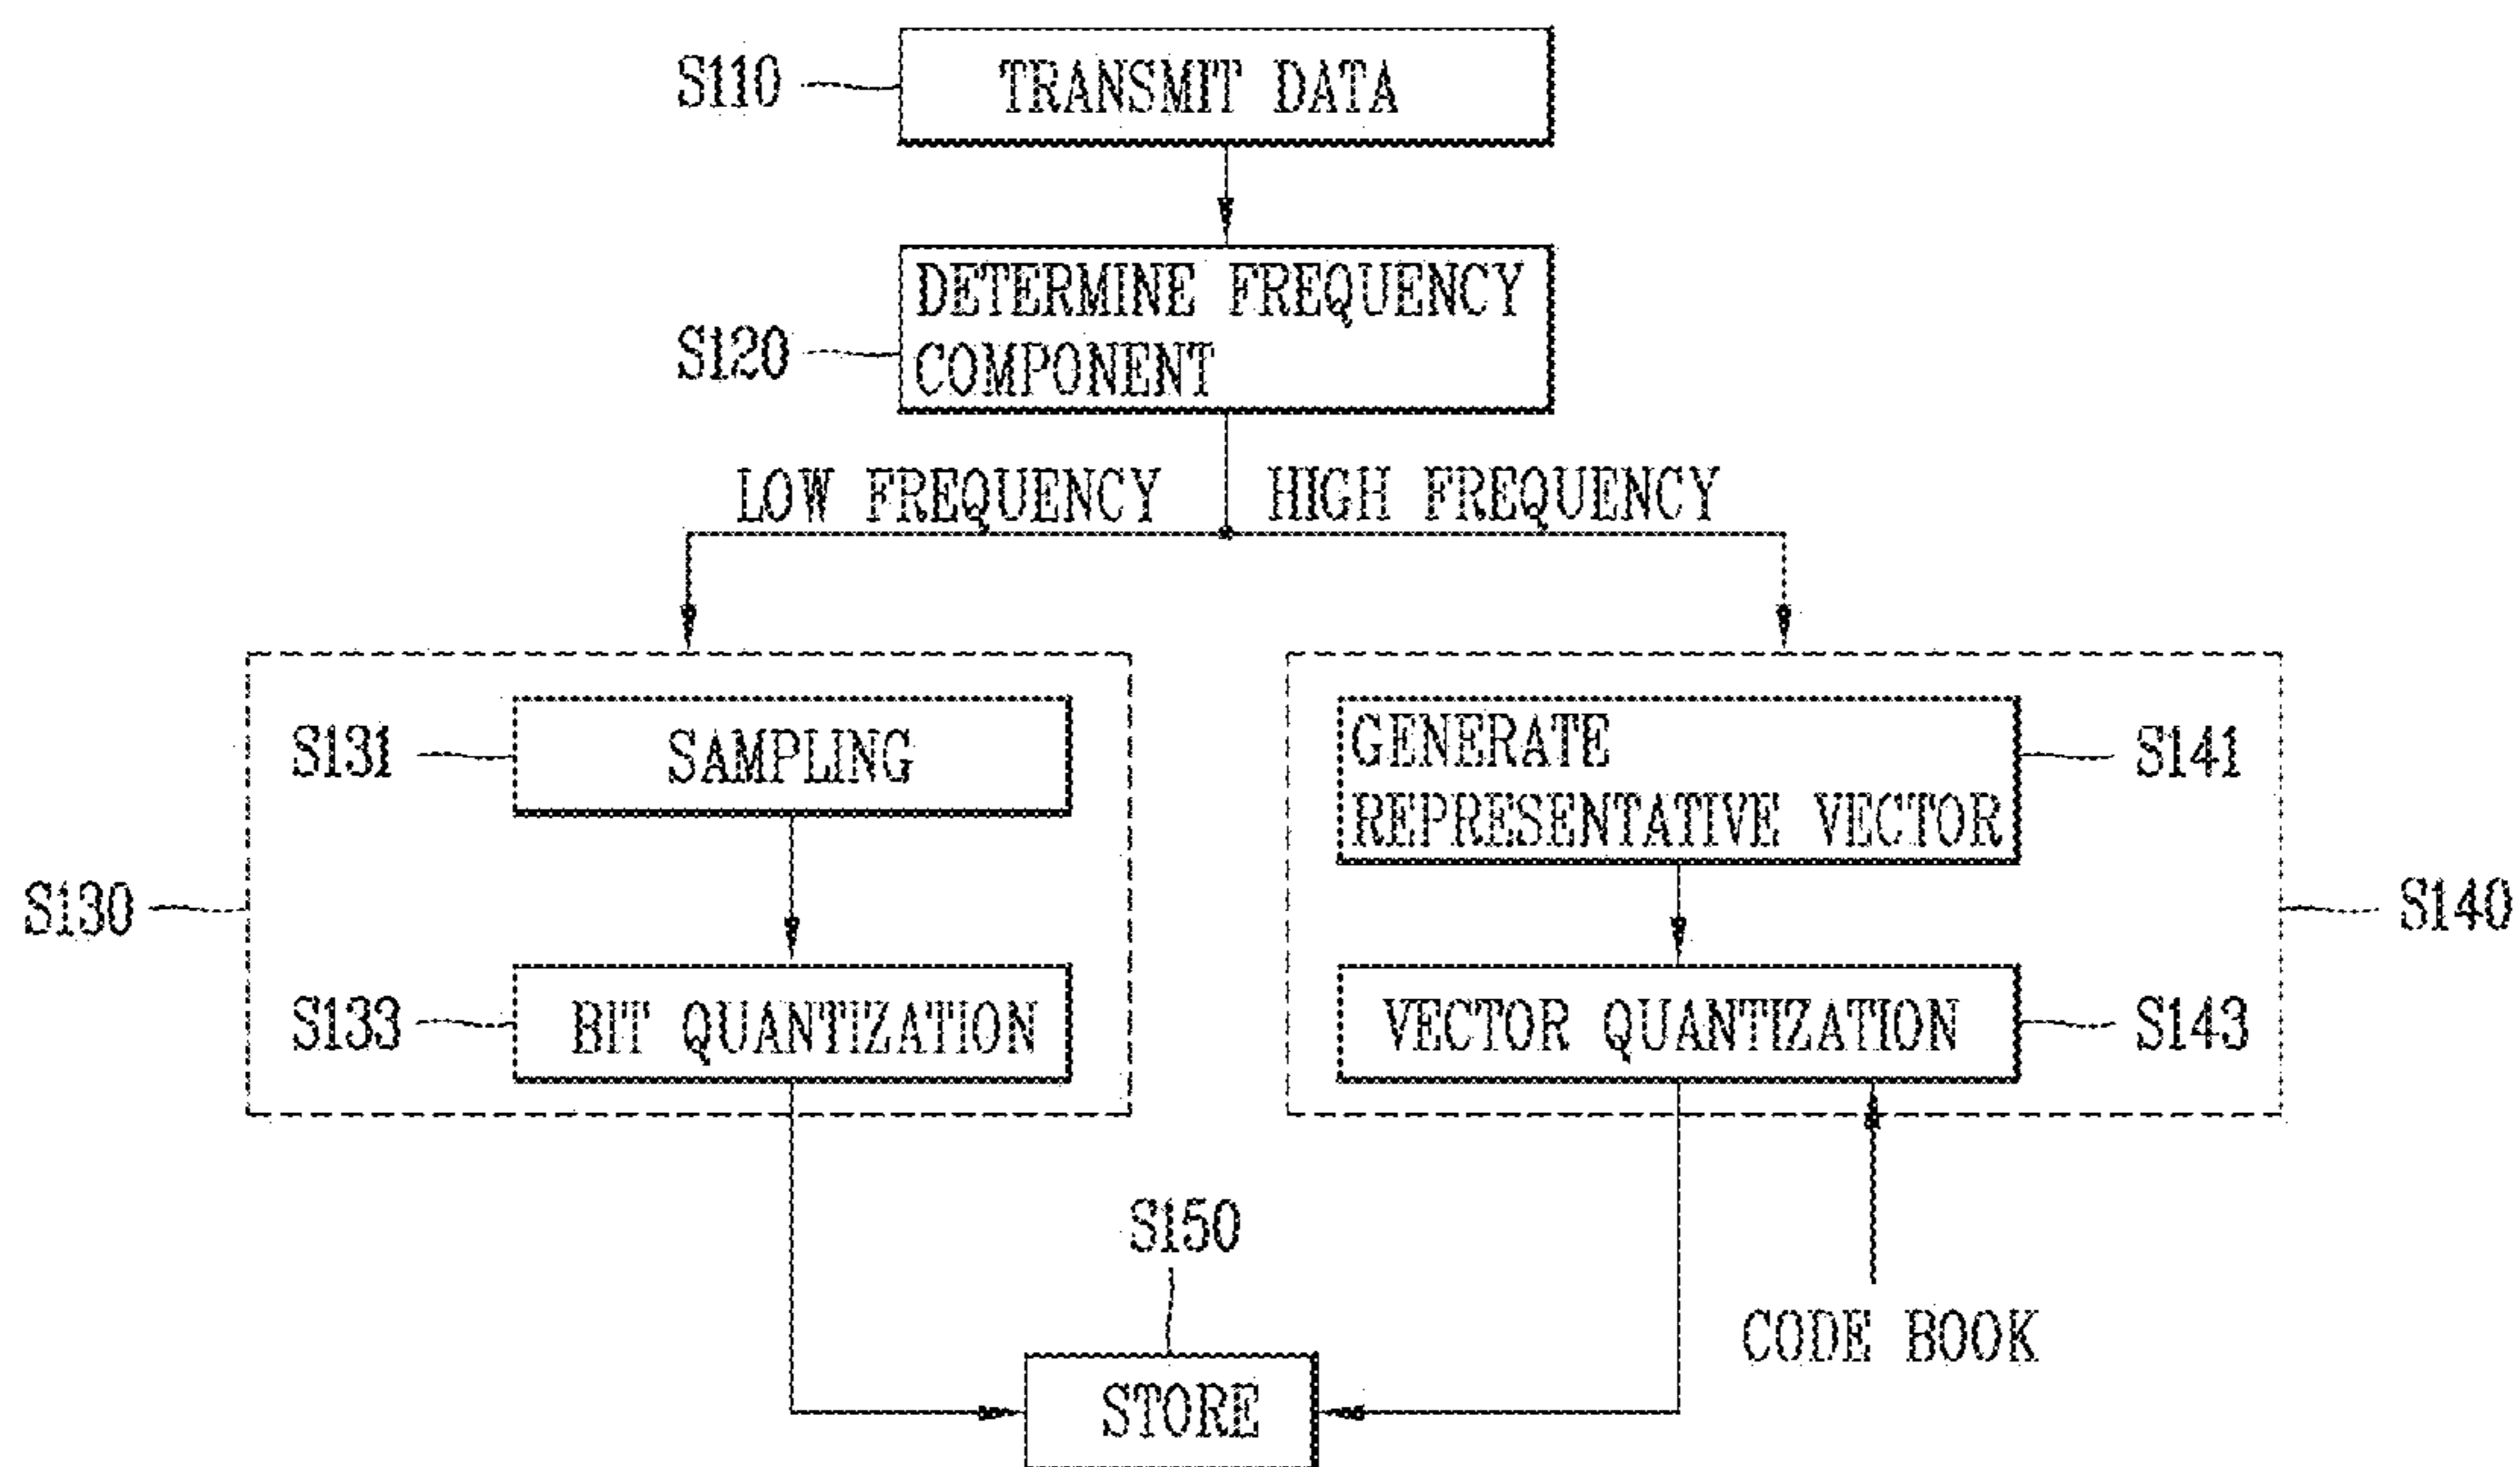 S110
TRANSMIT DATA
S120
DETERMINE FREQUENCY
COMPONENT
LOW FREQUENCY
HIGH FREQUENCY
S130
S131
SAMPLING
S133
BIT QUANTIZATION
GENERATE
REPRESENTATIVE VECTOR
S141
VECTOR QUANTIZATION
S143
S140
CODE BOOK
S150
STORE